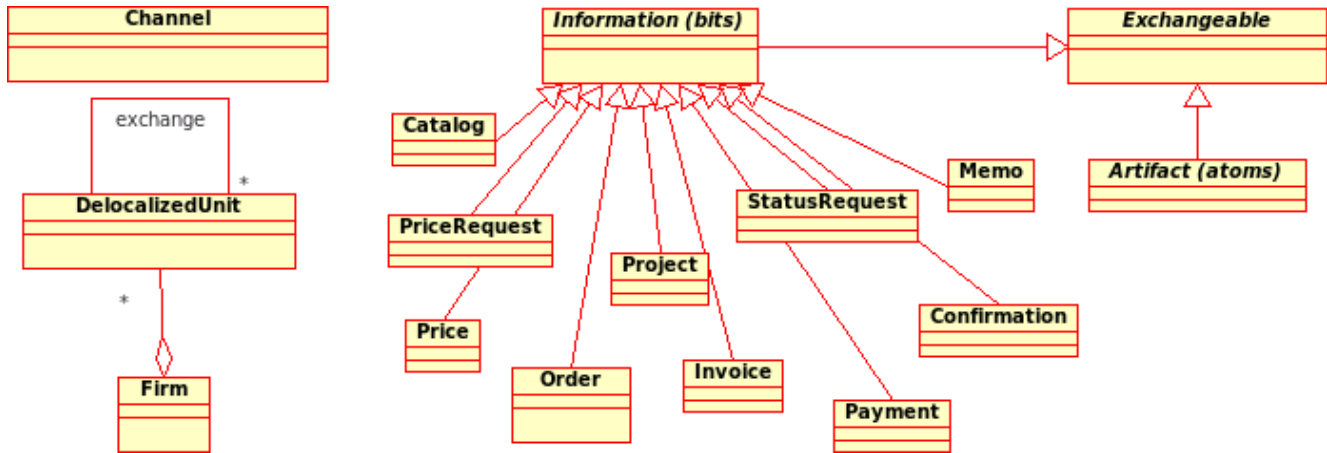 Channel
Information (bits)
Exchangeable
exchange
Catalog
*
Memo
Artifact (atoms)
DelocalizedUnit
StatusRequest
PriceRequest
Project
*
Price
Confirmation
Order
Invoice
Firm
Payment